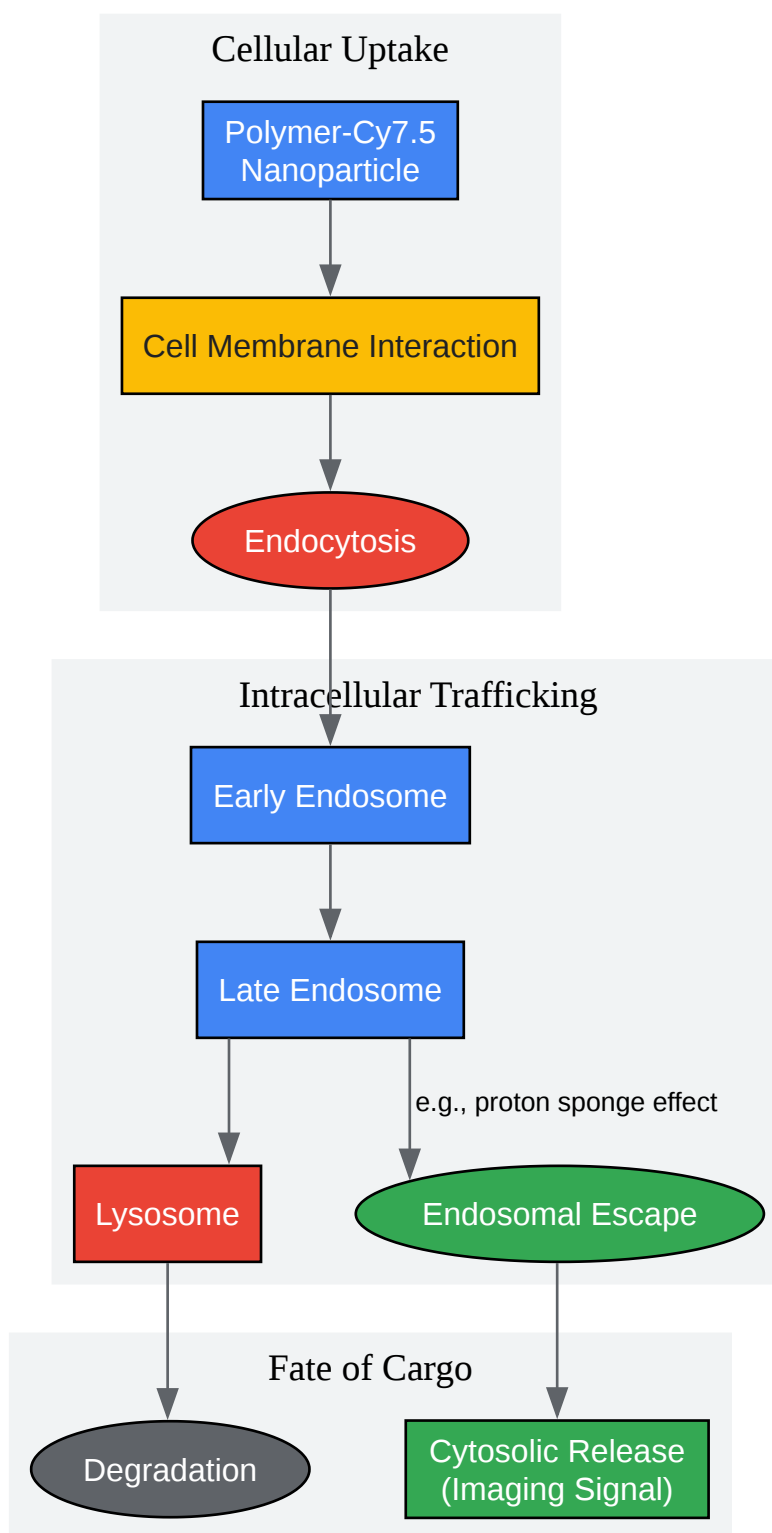 Cellular Uptake
Polymer-Cy7.5
Nanoparticle
Cell Membrane Interaction
Endocytosis
Intracellular Trafficking
Early Endosome
Late Endosome
e.g., proton sponge effect
Lysosome
Endosomal Escape
Fate of Cargo
Degradation
Cytosolic Release
(Imaging Signal)